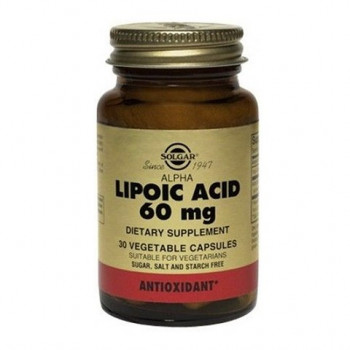 SOLGAR®
Since 1947
ALPHA
LIPOIC ACID
60 mg
DIETARY SUPPLEMENT
30 VEGETABLE CAPSULES
SUITABLE FOR VEGETARIANS
SUGAR, SALT AND STARCH FREE
ANTIOXIDANT*